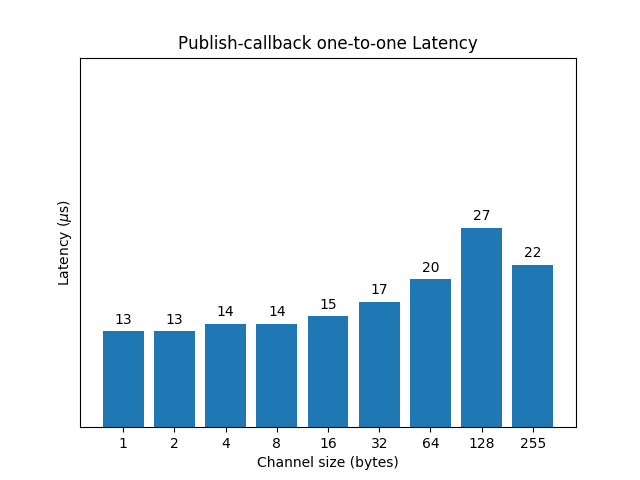 Publish-callback one-to-one Latency
Latency (μs)
13
13
14
14
15
17
20
27
22
1 2 4 8 16 32 64 128 255
Channel size (bytes)